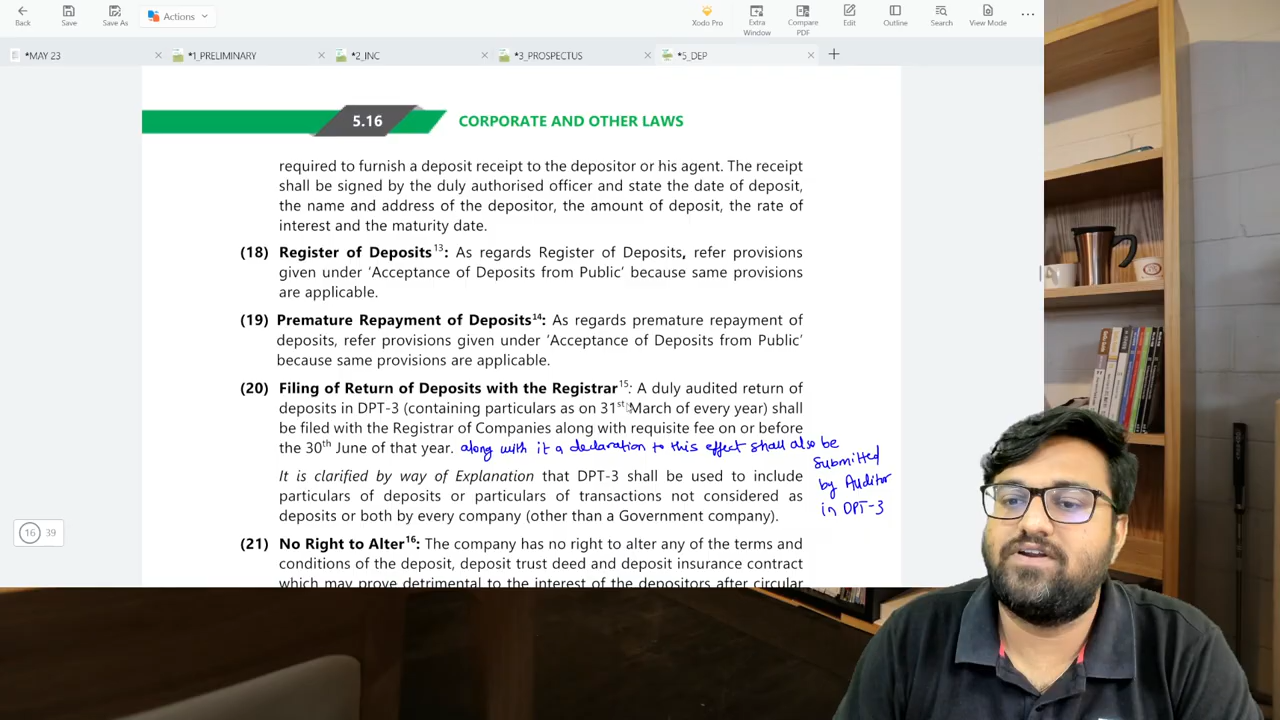 Back
Save
Save As
Actions
Xodo Pro
Extra Window
Compare PDF
Edit
Outline
Search
View Mode
*MAY 23
*1_PRELIMINARY
*2_INC
*3_PROSPECTUS
*5_DEP
5.16
CORPORATE AND OTHER LAWS
required to furnish a deposit receipt to the depositor or his agent. The receipt
shall be signed by the duly authorised officer and state the date of deposit,
the name and address of the depositor, the amount of deposit, the rate of
interest and the maturity date.
(18) Register of Deposits13: As regards Register of Deposits, refer provisions
given under ‘Acceptance of Deposits from Public’ because same provisions
are applicable.
(19) Premature Repayment of Deposits14: As regards premature repayment of
deposits, refer provisions given under ‘Acceptance of Deposits from Public’
because same provisions are applicable.
(20) Filing of Return of Deposits with the Registrar15: A duly audited return of
deposits in DPT-3 (containing particulars as on 31st March of every year) shall
be filed with the Registrar of Companies along with requisite fee on or before
the 30th June of that year. along with it a declaration to this effect shall also be
submitted
by Auditor
in DPT-3
It is clarified by way of Explanation that DPT-3 shall be used to include
particulars of deposits or particulars of transactions not considered as
deposits or both by every company (other than a Government company).
16 39
(21) No Right to Alter16: The company has no right to alter any of the terms and
conditions of the deposit, deposit trust deed and deposit insurance contract
which may prove detrimental to the interest of the depositors after circular